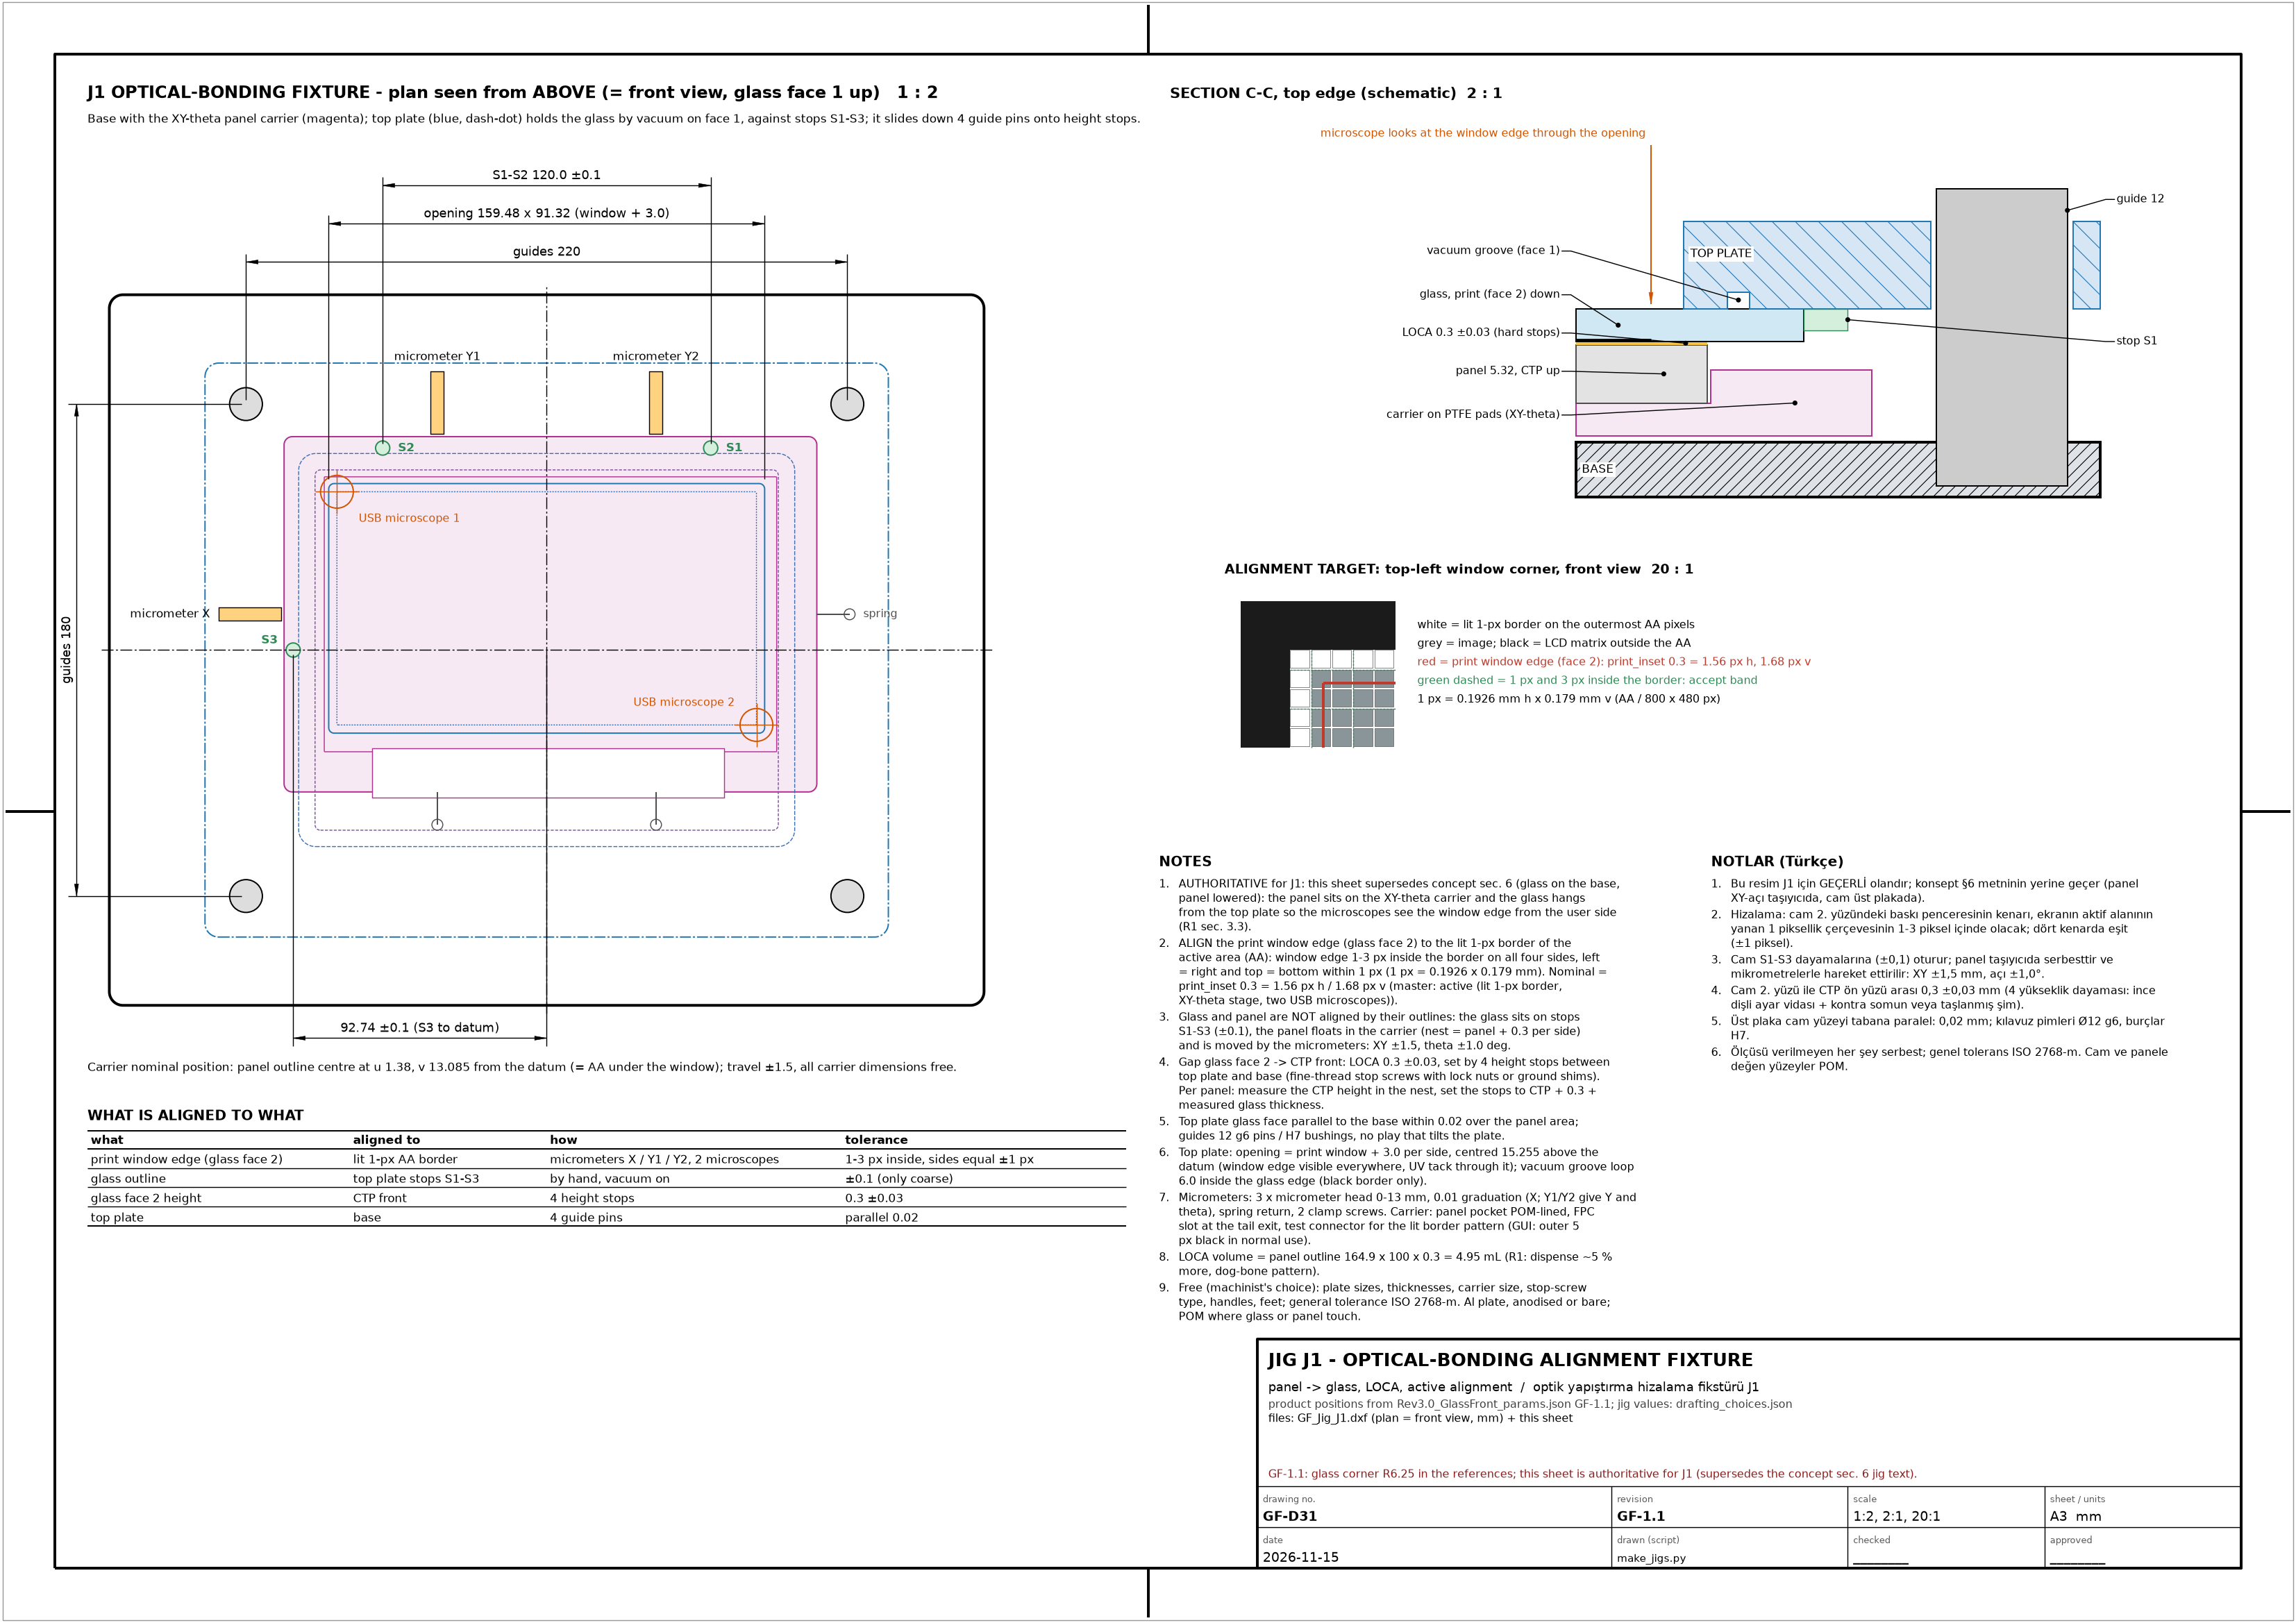 J1 OPTICAL-BONDING FIXTURE - plan seen from ABOVE (= front view, glass face 1 up)   1 : 2
Base with the XY-theta panel carrier (magenta); top plate (blue, dash-dot) holds the glass by vacuum on face 1, against stops S1-S3; it slides down 4 guide pins onto height stops.
S1-S2 120.0 ±0.1
opening 159.48 x 91.32 (window + 3.0)
guides 220
micrometer Y1
micrometer Y2
S2
S1
USB microscope 1
micrometer X
spring
S3
guides 180
USB microscope 2
92.74 ±0.1 (S3 to datum)
Carrier nominal position: panel outline centre at u 1.38, v 13.085 from the datum (= AA under the window); travel ±1.5, all carrier dimensions free.
WHAT IS ALIGNED TO WHAT
what aligned to how tolerance
print window edge (glass face 2) lit 1-px AA border micrometers X / Y1 / Y2, 2 microscopes 1-3 px inside, sides equal ±1 px
glass outline top plate stops S1-S3 by hand, vacuum on ±0.1 (only coarse)
glass face 2 height CTP front 4 height stops 0.3 ±0.03
top plate base 4 guide pins parallel 0.02
SECTION C-C, top edge (schematic)  2 : 1
microscope looks at the window edge through the opening
guide 12
vacuum groove (face 1)
TOP PLATE
glass, print (face 2) down
LOCA 0.3 ±0.03 (hard stops)
stop S1
panel 5.32, CTP up
carrier on PTFE pads (XY-theta)
BASE
ALIGNMENT TARGET: top-left window corner, front view  20 : 1
white = lit 1-px border on the outermost AA pixels
grey = image; black = LCD matrix outside the AA
red = print window edge (face 2): print_inset 0.3 = 1.56 px h, 1.68 px v
green dashed = 1 px and 3 px inside the border: accept band
1 px = 0.1926 mm h x 0.179 mm v (AA / 800 x 480 px)
NOTES
1. AUTHORITATIVE for J1: this sheet supersedes concept sec. 6 (glass on the base,
panel lowered): the panel sits on the XY-theta carrier and the glass hangs
from the top plate so the microscopes see the window edge from the user side
(R1 sec. 3.3).
2. ALIGN the print window edge (glass face 2) to the lit 1-px border of the
active area (AA): window edge 1-3 px inside the border on all four sides, left
= right and top = bottom within 1 px (1 px = 0.1926 x 0.179 mm). Nominal =
print_inset 0.3 = 1.56 px h / 1.68 px v (master: active (lit 1-px border,
XY-theta stage, two USB microscopes)).
3. Glass and panel are NOT aligned by their outlines: the glass sits on stops
S1-S3 (±0.1), the panel floats in the carrier (nest = panel + 0.3 per side)
and is moved by the micrometers: XY ±1.5, theta ±1.0 deg.
4. Gap glass face 2 -> CTP front: LOCA 0.3 ±0.03, set by 4 height stops between
top plate and base (fine-thread stop screws with lock nuts or ground shims).
Per panel: measure the CTP height in the nest, set the stops to CTP + 0.3 +
measured glass thickness.
5. Top plate glass face parallel to the base within 0.02 over the panel area;
guides 12 g6 pins / H7 bushings, no play that tilts the plate.
6. Top plate: opening = print window + 3.0 per side, centred 15.255 above the
datum (window edge visible everywhere, UV tack through it); vacuum groove loop
6.0 inside the glass edge (black border only).
7. Micrometers: 3 x micrometer head 0-13 mm, 0.01 graduation (X; Y1/Y2 give Y and
theta), spring return, 2 clamp screws. Carrier: panel pocket POM-lined, FPC
slot at the tail exit, test connector for the lit border pattern (GUI: outer 5
px black in normal use).
8. LOCA volume = panel outline 164.9 x 100 x 0.3 = 4.95 mL (R1: dispense ~5 %
more, dog-bone pattern).
9. Free (machinist's choice): plate sizes, thicknesses, carrier size, stop-screw
type, handles, feet; general tolerance ISO 2768-m. Al plate, anodised or bare;
POM where glass or panel touch.
NOTLAR (Türkçe)
1. Bu resim J1 için GEÇERLİ olandır; konsept §6 metninin yerine geçer (panel
XY-açı taşıyıcıda, cam üst plakada).
2. Hizalama: cam 2. yüzündeki baskı penceresinin kenarı, ekranın aktif alanının
yanan 1 piksellik çerçevesinin 1-3 piksel içinde olacak; dört kenarda eşit
(±1 piksel).
3. Cam S1-S3 dayamalarına (±0,1) oturur; panel taşıyıcıda serbesttir ve
mikrometrelerle hareket ettirilir: XY ±1,5 mm, açı ±1,0°.
4. Cam 2. yüzü ile CTP ön yüzü arası 0,3 ±0,03 mm (4 yükseklik dayaması: ince
dişli ayar vidası + kontra somun veya taşlanmış şim).
5. Üst plaka cam yüzeyi tabana paralel: 0,02 mm; kılavuz pimleri Ø12 g6, burçlar
H7.
6. Ölçüsü verilmeyen her şey serbest; genel tolerans ISO 2768-m. Cam ve panele
değen yüzeyler POM.
JIG J1 - OPTICAL-BONDING ALIGNMENT FIXTURE
panel -> glass, LOCA, active alignment  /  optik yapıştırma hizalama fikstürü J1
product positions from Rev3.0_GlassFront_params.json GF-1.1; jig values: drafting_choices.json
files: GF_Jig_J1.dxf (plan = front view, mm) + this sheet
GF-1.1: glass corner R6.25 in the references; this sheet is authoritative for J1 (supersedes the concept sec. 6 jig text).
drawing no. revision scale sheet / units
GF-D31 GF-1.1 1:2, 2:1, 20:1 A3  mm
date drawn (script) checked approved
2026-11-15 make_jigs.py ________ ________